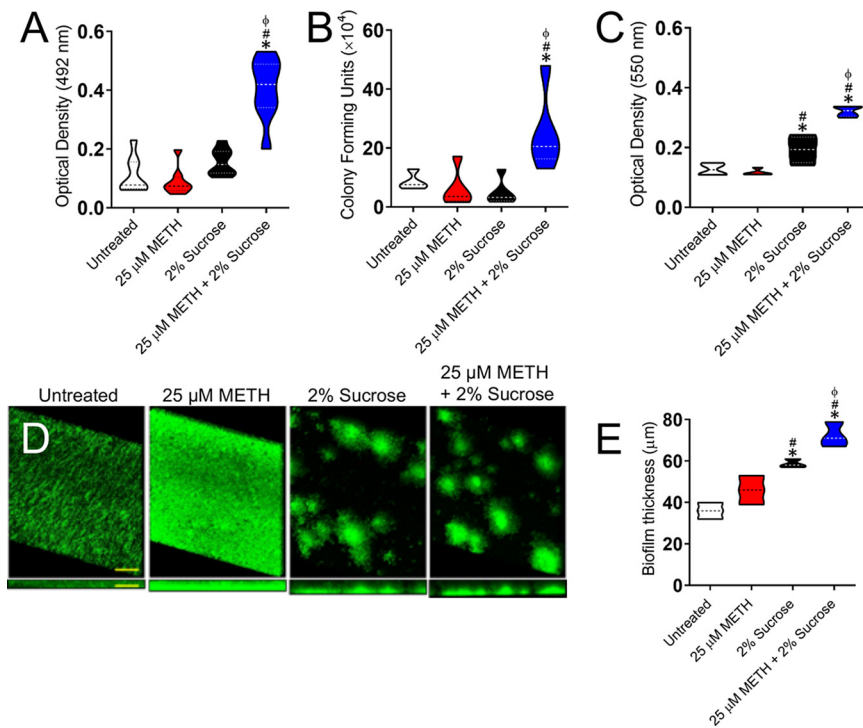 A
Optical Density (492 nm)
0.6
0.4
0.2
0.0
ϕ
#
*
Untreated
25 µM METH
2% Sucrose
25 µM METH + 2% Sucrose
B
Colony Forming Units (×10⁴)
60
40
20
0
ϕ
#
*
Untreated
25 µM METH
2% Sucrose
25 µM METH + 2% Sucrose
C
Optical Density (550 nm)
0.6
0.4
0.2
0.0
#
*
ϕ
#
*
Untreated
25 µM METH
2% Sucrose
25 µM METH + 2% Sucrose
D
Untreated
25 µM METH
2% Sucrose
25 µM METH
+ 2% Sucrose
E
Biofilm thickness (µm)
80
60
40
20
0
#
*
ϕ
#
*
Untreated
25 µM METH
2% Sucrose
25 µM METH + 2% Sucrose